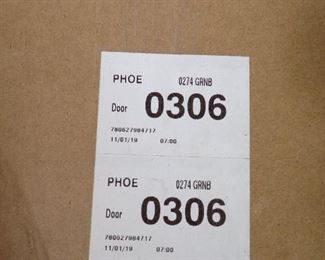 PHOE 0274 GRNB
Door 0306
780627984717
11/01/19 07:00
PHOE 0274 GRNB
Door 0306
780627984717
11/01/19 07:00